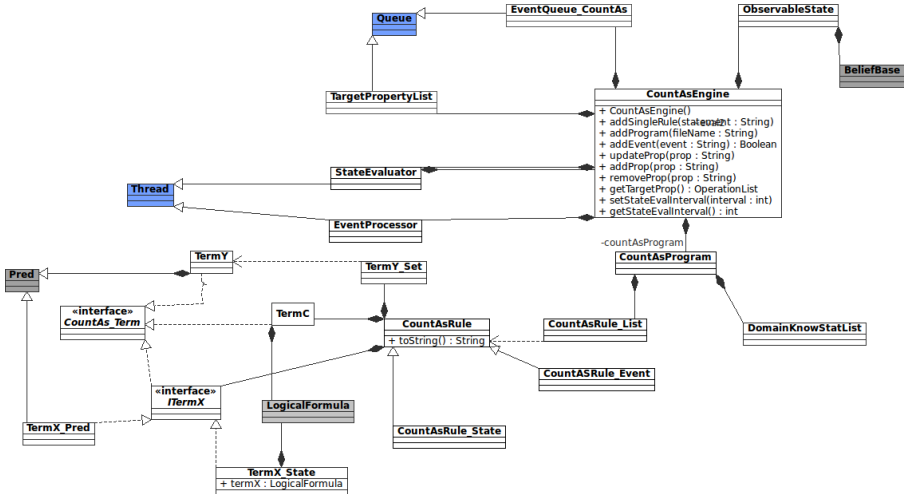 EventQueue_CountAs
ObservableState
Queue
BeliefBase
TargetPropertyList
CountAsEngine
+ CountAsEngine()
+ addSingleRule(statement : String)
+ addProgram(fileName : String)
+ addEvent(event : String) : Boolean
+ updateProp(prop : String)
+ addProp(prop : String)
+ removeProp(prop : String)
+ getTargetProp() : OperationList
+ setStateEvalInterval(interval : int)
+ getStateEvalInterval() : int
StateEvaluator
Thread
EventProcessor
-countAsProgram
TermY
TermY_Set
CountAsProgram
Pred
«interface»
CountAs_Term
TermC
CountAsRule
+ toString() : String
CountAsRule_List
DomainKnowStatList
CountASRule_Event
«interface»
ITermX
LogicalFormula
TermX_Pred
CountAsRule_State
TermX_State
+ termX : LogicalFormula